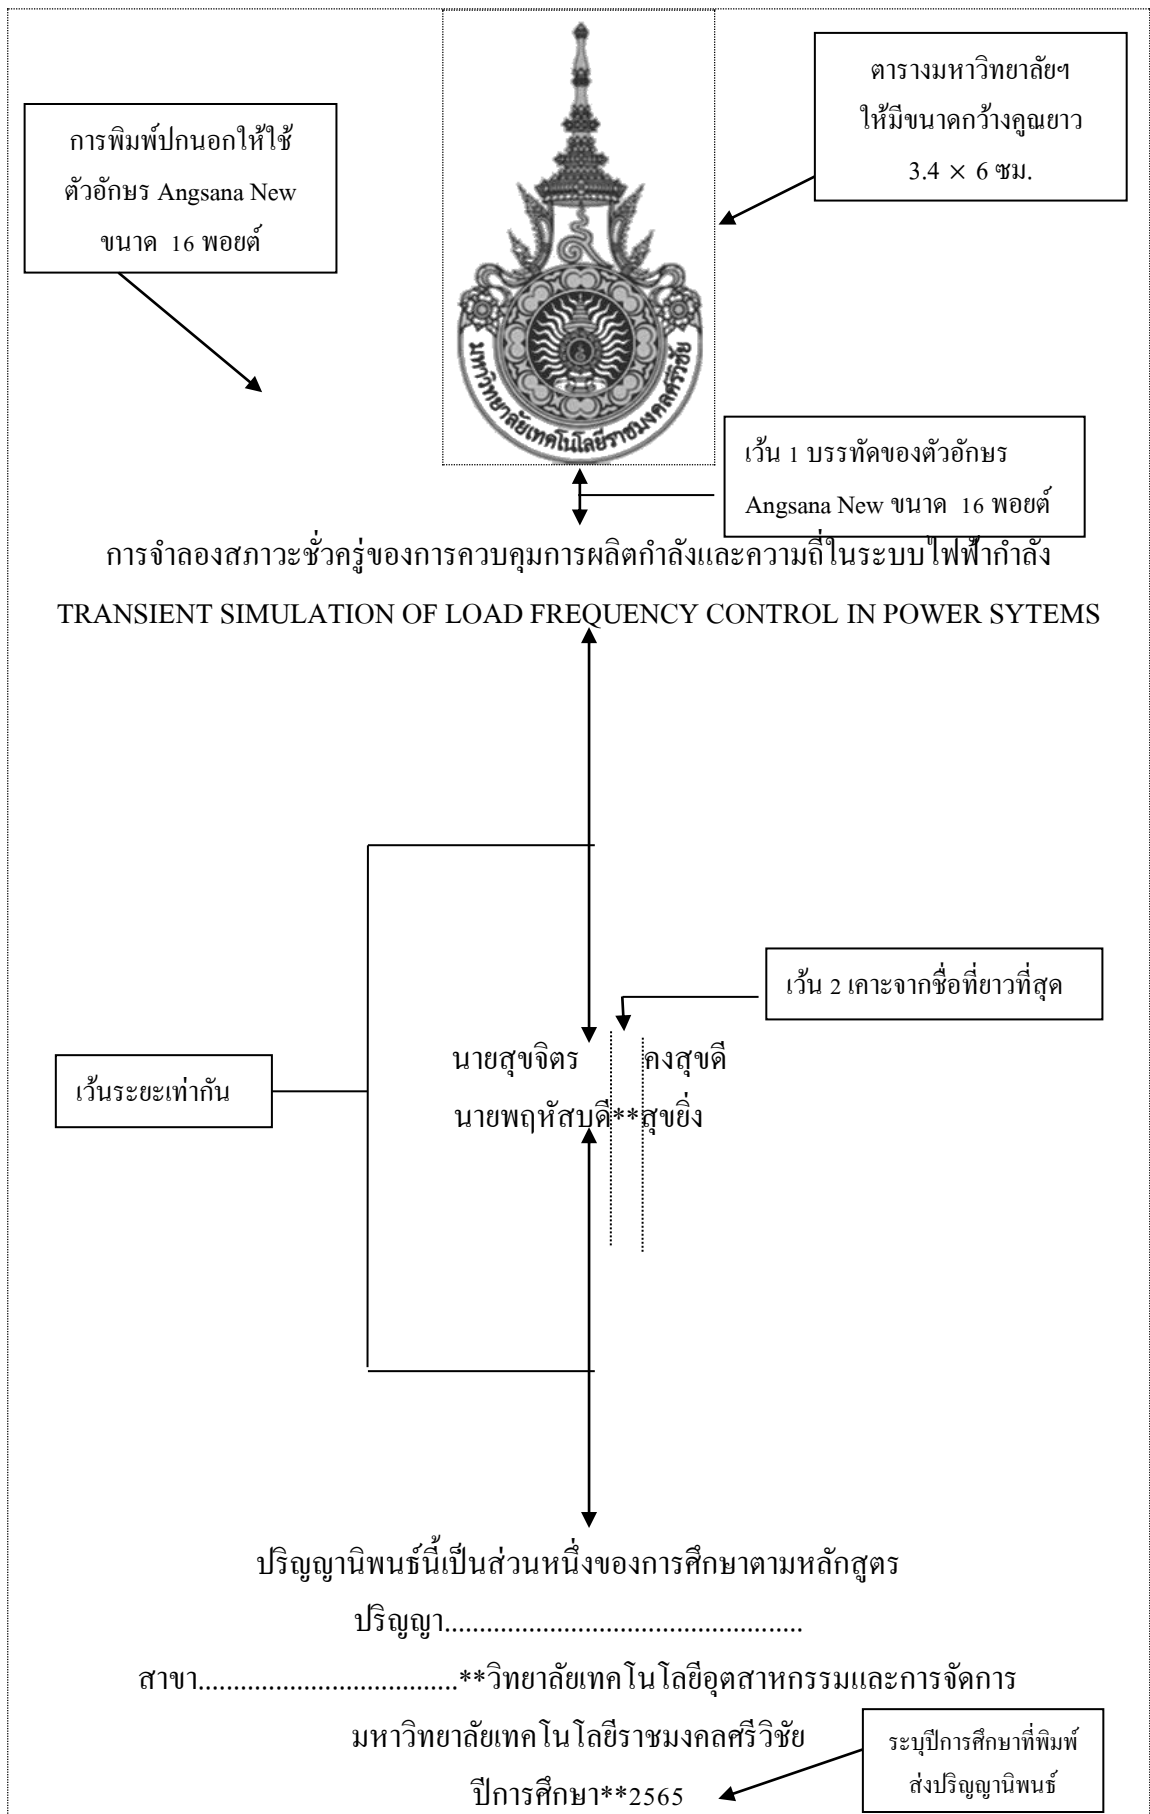 ตารางมหาวิทยาลัยฯ
ให้มีขนาดกว้างคูณยาว
3.4 × 6 ซม.
การพิมพ์ปกนอกให้ใช้
ตัวอักษร Angsana New
ขนาด 16 พอยต์
มหาวิทยาลัยเทคโนโลยีราชมงคลศรีวิชัย
เว้น 1 บรรทัดของตัวอักษร
Angsana New ขนาด 16 พอยต์
การจำลองสภาวะชั่วครู่ของการควบคุมการผลิตกำลังและความถี่ในระบบไฟฟ้ากำลัง
TRANSIENT SIMULATION OF LOAD FREQUENCY CONTROL IN POWER SYTEMS
เว้น 2 เคาะจากชื่อที่ยาวที่สุด
นายสุขจิตร คงสุขดี
นายพฤหัสบดี**สุขยิ่ง
เว้นระยะเท่ากัน
ปริญญานิพนธ์นี้เป็นส่วนหนึ่งของการศึกษาตามหลักสูตร
ปริญญา...................................................
สาขา.....................................**วิทยาลัยเทคโนโลยีอุตสาหกรรมและการจัดการ
มหาวิทยาลัยเทคโนโลยีราชมงคลศรีวิชัย
ปีการศึกษา**2565
ระบุปีการศึกษาที่พิมพ์
ส่งปริญญานิพนธ์